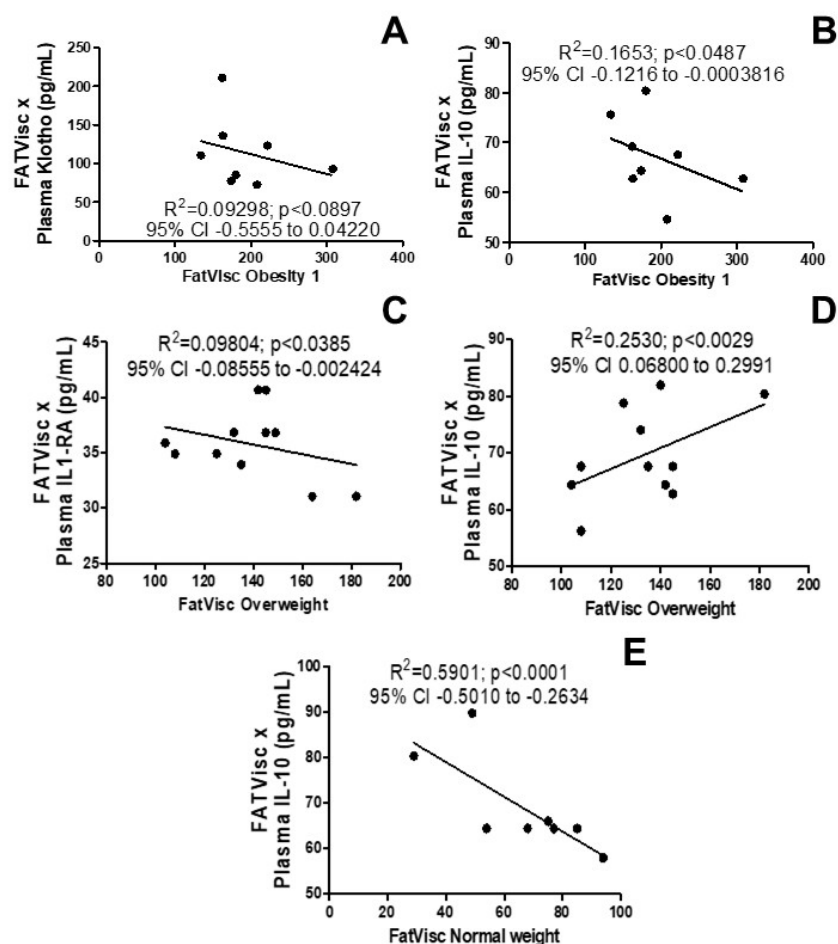 A
FATVisc x
Plasma Klotho (pg/mL)
250
200
150
100
50
0
R²=0.09298; p<0.0897
95% CI -0.5555 to 0.04220
0 100 200 300 400
FatVisc Obesity 1
B
FATVisc x
Plasma IL-10 (pg/mL)
90
80
70
60
50
R²=0.1653; p<0.0487
95% CI -0.1216 to -0.0003816
0 100 200 300 400
FatVisc Obesity 1
C
FATVisc x
Plasma IL1-RA (pg/mL)
45
40
35
30
25
R²=0.09804; p<0.0385
95% CI -0.08555 to -0.002424
80 100 120 140 160 180 200
FatVisc Overweight
D
FATVisc x
Plasma IL-10 (pg/mL)
90
80
70
60
50
R²=0.2530; p<0.0029
95% CI 0.06800 to 0.2991
80 100 120 140 160 180 200
FatVisc Overweight
E
FATVisc x
Plasma IL-10 (pg/mL)
100
90
80
70
60
50
R²=0.5901; p<0.0001
95% CI -0.5010 to -0.2634
0 20 40 60 80 100
FatVisc Normal weight